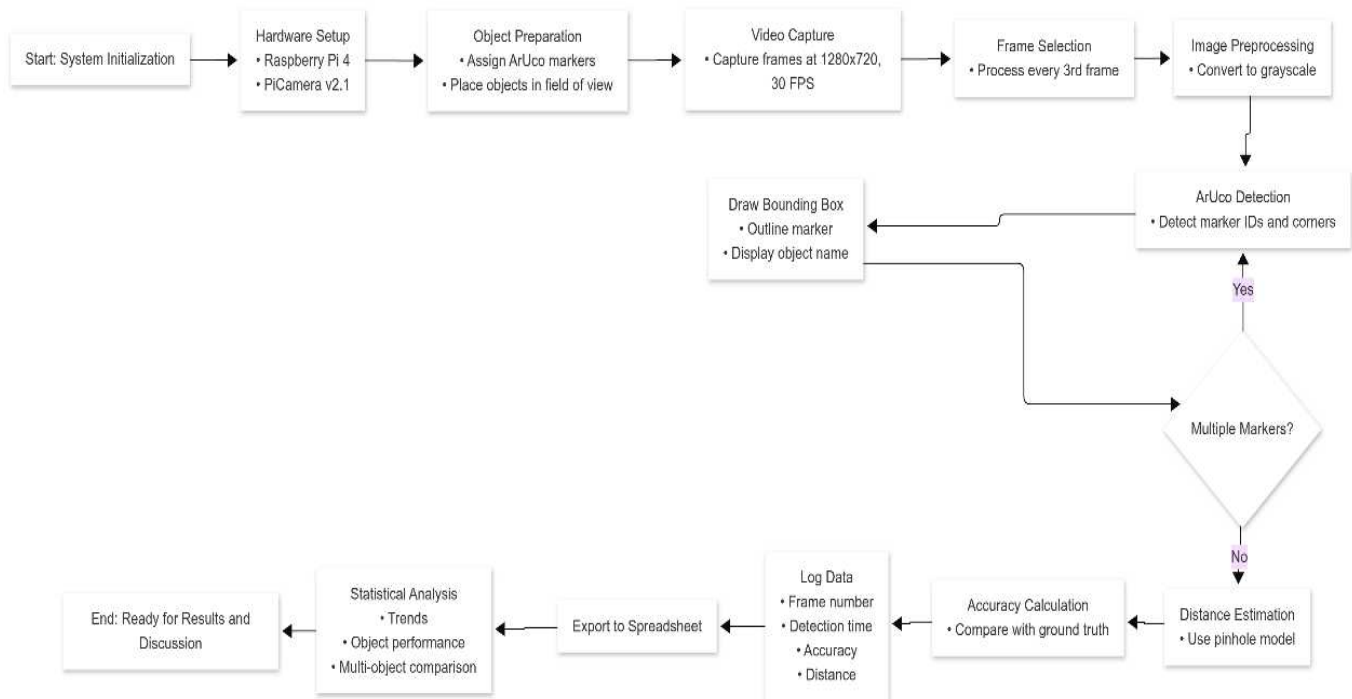 Start: System Initialization
Hardware Setup
• Raspberry Pi 4
• PiCamera v2.1
Object Preparation
• Assign ArUco markers
• Place objects in field of view
Video Capture
• Capture frames at 1280x720,
30 FPS
Frame Selection
• Process every 3rd frame
Image Preprocessing
• Convert to grayscale
ArUco Detection
• Detect marker IDs and corners
Draw Bounding Box
• Outline marker
• Display object name
Yes
Multiple Markers?
No
Distance Estimation
• Use pinhole model
Accuracy Calculation
• Compare with ground truth
Log Data
• Frame number
• Detection time
• Accuracy
• Distance
Export to Spreadsheet
Statistical Analysis
• Trends
• Object performance
• Multi-object comparison
End: Ready for Results and
Discussion